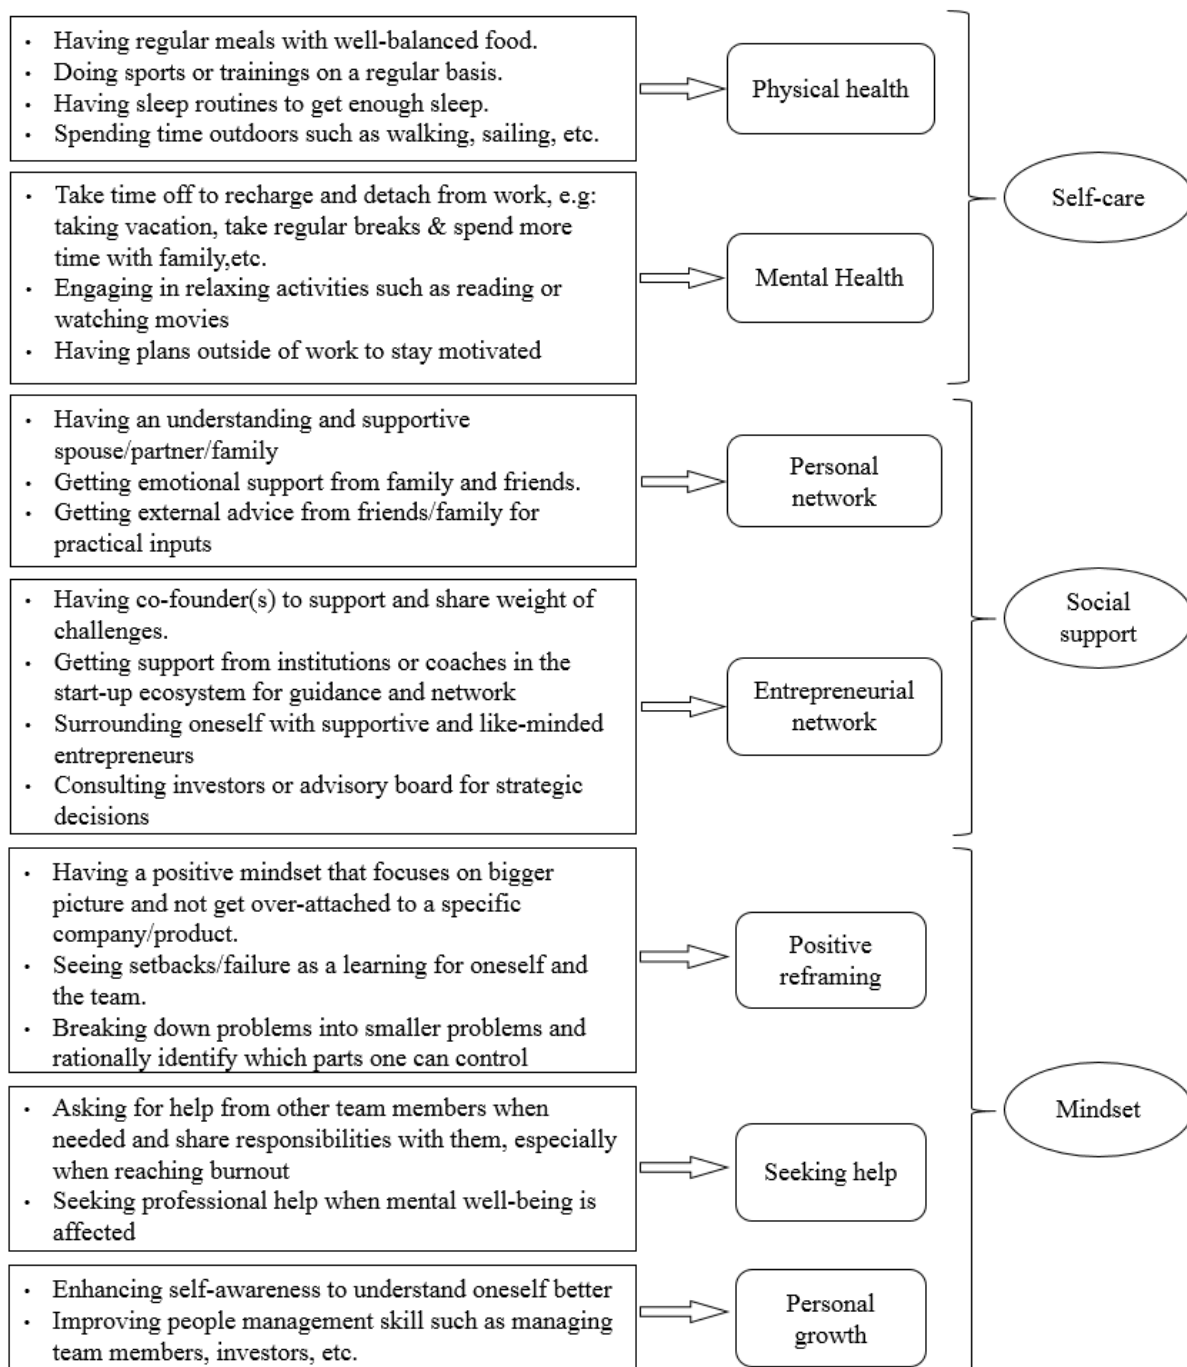 • Having regular meals with well-balanced food.
• Doing sports or trainings on a regular basis.
• Having sleep routines to get enough sleep.
• Spending time outdoors such as walking, sailing, etc.
Physical health
• Take time off to recharge and detach from work, e.g:
taking vacation, take regular breaks & spend more
time with family,etc.
• Engaging in relaxing activities such as reading or
watching movies
• Having plans outside of work to stay motivated
Mental Health
Self-care
• Having an understanding and supportive
spouse/partner/family
• Getting emotional support from family and friends.
• Getting external advice from friends/family for
practical inputs
Personal
network
• Having co-founder(s) to support and share weight of
challenges.
• Getting support from institutions or coaches in the
start-up ecosystem for guidance and network
• Surrounding oneself with supportive and like-minded
entrepreneurs
• Consulting investors or advisory board for strategic
decisions
Entrepreneurial
network
Social
support
• Having a positive mindset that focuses on bigger
picture and not get over-attached to a specific
company/product.
• Seeing setbacks/failure as a learning for oneself and
the team.
• Breaking down problems into smaller problems and
rationally identify which parts one can control
Positive
reframing
• Asking for help from other team members when
needed and share responsibilities with them, especially
when reaching burnout
• Seeking professional help when mental well-being is
affected
Seeking help
• Enhancing self-awareness to understand oneself better
• Improving people management skill such as managing
team members, investors, etc.
Personal
growth
Mindset